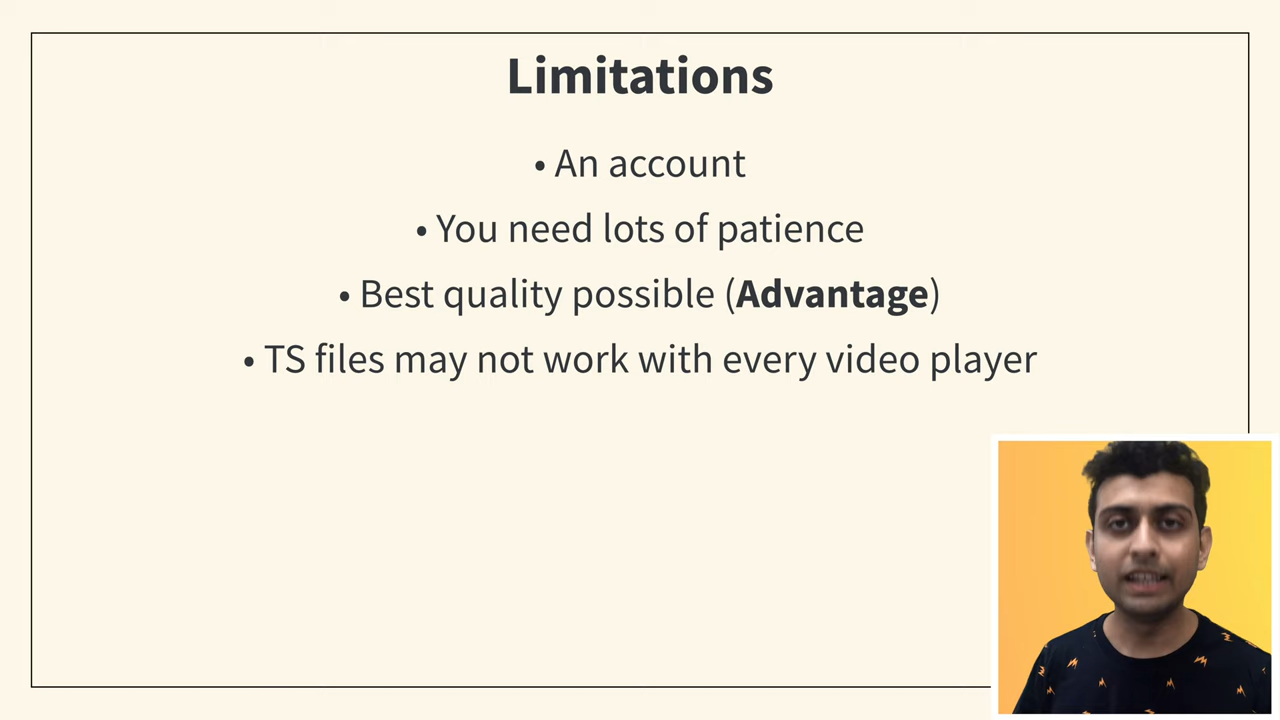 Limitations
• An account
• You need lots of patience
• Best quality possible (Advantage)
• TS files may not work with every video player